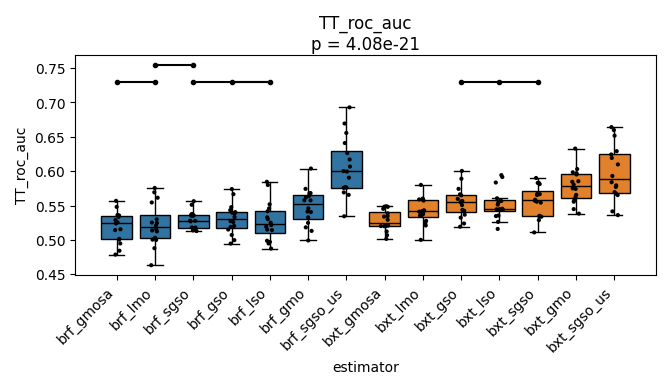 TT_roc_auc
p = 4.08e-21
TT_roc_auc
0.75
0.70
0.65
0.60
0.55
0.50
0.45
brf_gmosa
brf_lmo
brf_sgso
brf_gso
brf_lso
brf_gmo
brf_sgso_us
bxt_gmosa
bxt_lmo
bxt_gso
bxt_lso
bxt_sgso
bxt_gmo
bxt_sgso_us
estimator